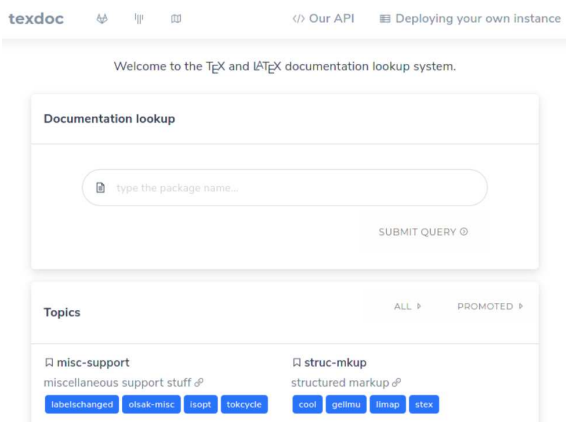 texdoc </> Our API Deploying your own instance
Welcome to the TEX and LATEX documentation lookup system.
Documentation lookup
type the package name...
SUBMIT QUERY
Topics ALL PROMOTED
misc-support struc-mkup
miscellaneous support stuff structured markup
labelschanged olsak-misc isopt tokcycle cool gellmu limap stex